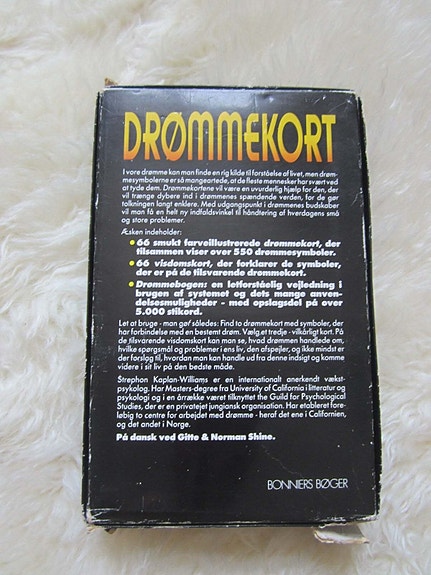 DRØMMEKORT
I vore drømme kan man finde en rig kilde til forståelse af livet, men drøm-
mesymbolerne er så mangeartede, at de fleste mennesker har svært ved
at tyde dem. Drømmekortene vil være en uvurderlig hjælp for den, der
vil trænge dybere ind i drømmenes spændende verden, for de gør
tolkningen langt enklere. Med udgangspunkt i drømmenes budskaber
vil man få en helt ny indfaldsvinkel til håndtering af hverdagens små
og store problemer.
Æsken indeholder:
• 66 smukt farveillustrerede drømmekort, der
tilsammen viser over 550 drømmesymboler.
• 66 visdomskort, der forklarer de symboler,
der er på de tilsvarende drømmekort.
• Drømmebogen: en letforståelig vejledning i
brugen af systemet og dets mange anven-
delsesmuligheder - med opslagsdel på over
5.000 stikord.
Let at bruge - man gør således: Find to drømmekort med symboler, der
har forbindelse med en bestemt drøm. Vælg et tredje - vilkårligt kort. På
de tilsvarende visdomskort kan man se, hvad drømmen handlede om,
hvilke spørgsmål og problemer i ens liv, den afspejler, og ikke mindst er
der forslag til, hvordan man kan handle ud fra denne indsigt og komme
videre i sit liv på den bedste måde.
Strephon Kaplan-Williams er en internationalt anerkendt vækst-
psykolog. Har Masters-degree fra University of California i litteratur og
psykologi og i en årrække været tilknyttet the Guild for Psychological
Studies, der er en privatejet jungiansk organisation. Har etableret fore-
løbig to centre for arbejdet med drømme - heraf det ene i Californien,
og det andet i Norge.
På dansk ved Gitte & Norman Shine.
BONNIERS BØGER